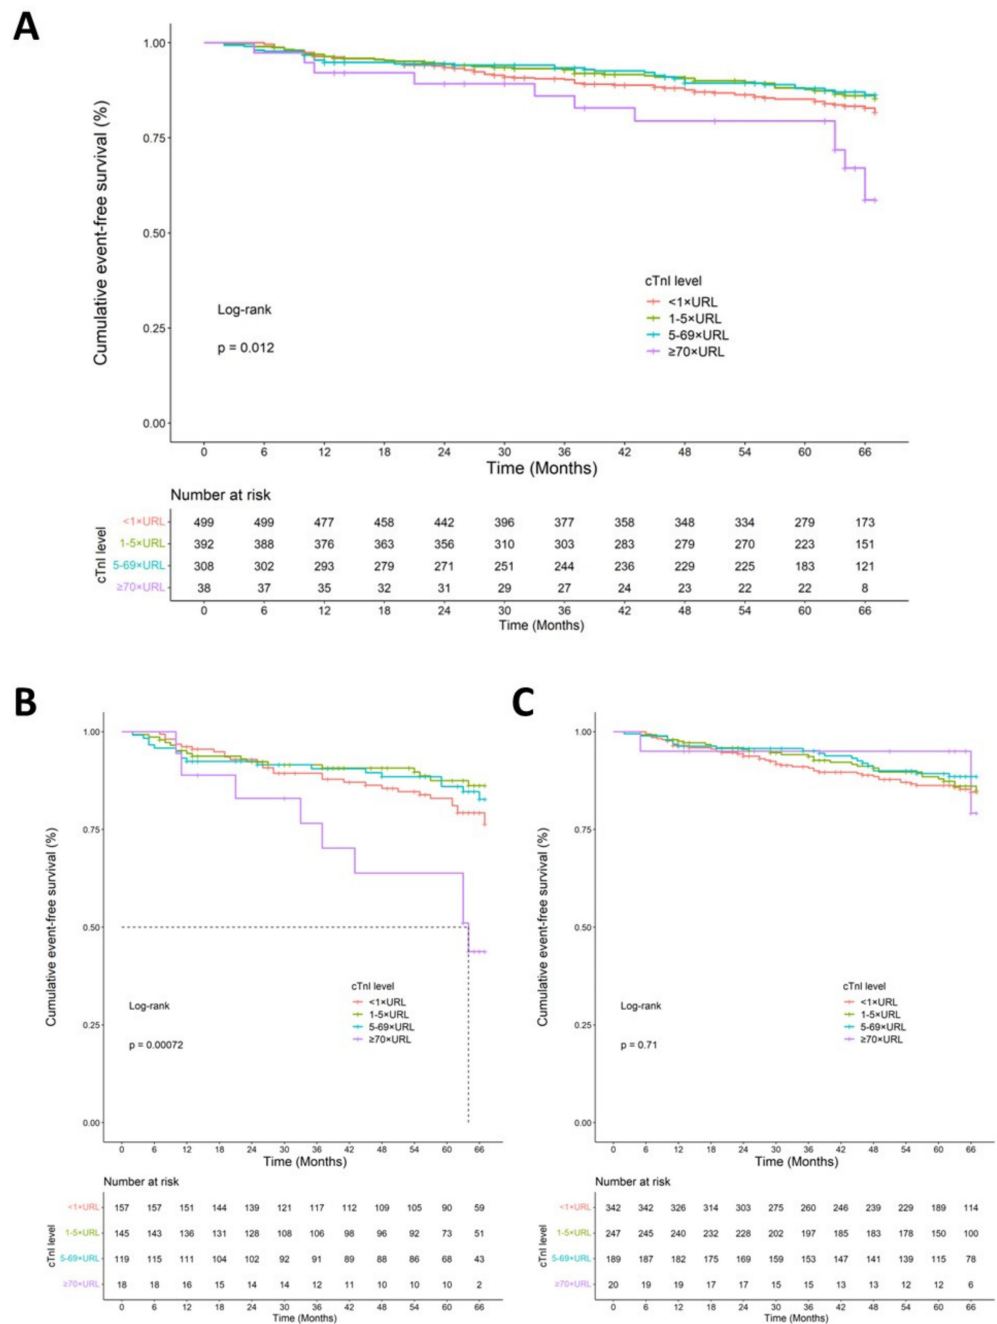 A
Cumulative event-free survival (%)
1.00
0.75
0.50
0.25
0.00
Log-rank
p = 0.012
cTnI level
<1×URL
1-5×URL
5-69×URL
≥70×URL
0 6 12 18 24 30 36 42 48 54 60 66
Time (Months)
Number at risk
cTnI level
<1×URL 499 499 477 458 442 396 377 358 348 334 279 173
1-5×URL 392 388 376 363 356 310 303 283 279 270 223 151
5-69×URL 308 302 293 279 271 251 244 236 229 225 183 121
≥70×URL 38 37 35 32 31 29 27 24 23 22 22 8
0 6 12 18 24 30 36 42 48 54 60 66
Time (Months)
B
Cumulative event-free survival (%)
1.00
0.75
0.50
0.25
0.00
Log-rank
p = 0.00072
cTnI level
<1×URL
1-5×URL
5-69×URL
≥70×URL
0 6 12 18 24 30 36 42 48 54 60 66
Time (Months)
Number at risk
cTnI level
<1×URL 157 157 151 144 139 121 117 112 109 105 90 59
1-5×URL 145 143 136 131 128 108 106 98 96 92 73 51
5-69×URL 119 115 111 104 102 92 91 89 88 86 68 43
≥70×URL 18 18 16 15 14 14 12 11 10 10 10 2
0 6 12 18 24 30 36 42 48 54 60 66
Time (Months)
C
Cumulative event-free survival (%)
1.00
0.75
0.50
0.25
0.00
Log-rank
p = 0.71
cTnI level
<1×URL
1-5×URL
5-69×URL
≥70×URL
0 6 12 18 24 30 36 42 48 54 60 66
Time (Months)
Number at risk
cTnI level
<1×URL 342 342 326 314 303 275 260 246 239 229 189 114
1-5×URL 247 245 240 232 228 202 197 185 183 178 150 100
5-69×URL 189 187 182 175 169 159 153 147 141 139 115 78
≥70×URL 20 19 19 17 17 15 15 13 13 12 12 6
0 6 12 18 24 30 36 42 48 54 60 66
Time (Months)